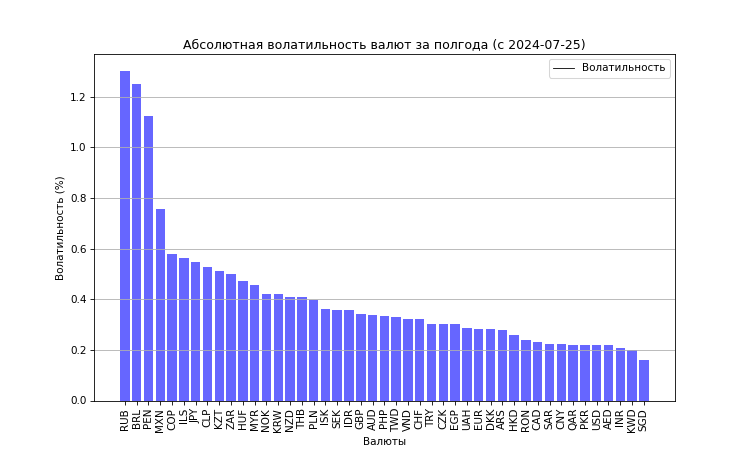 Абсолютная волатильность валют за полгода (с 2024-07-25)
Волатильность
Волатильность (%)
1.2
1.0
0.8
0.6
0.4
0.2
0.0
RUB BRL PEN MXN COP ILS JPY CLP KZT ZAR HUF MYR NOK KRW NZD THB PLN ISK SEK IDR GBP AUD PHP TWD VND CHF TRY CZK EGP UAH EUR DKK ARS HKD RON CAD SAR CNY QAR PKR USD AED INR KWD SGD
Валюты